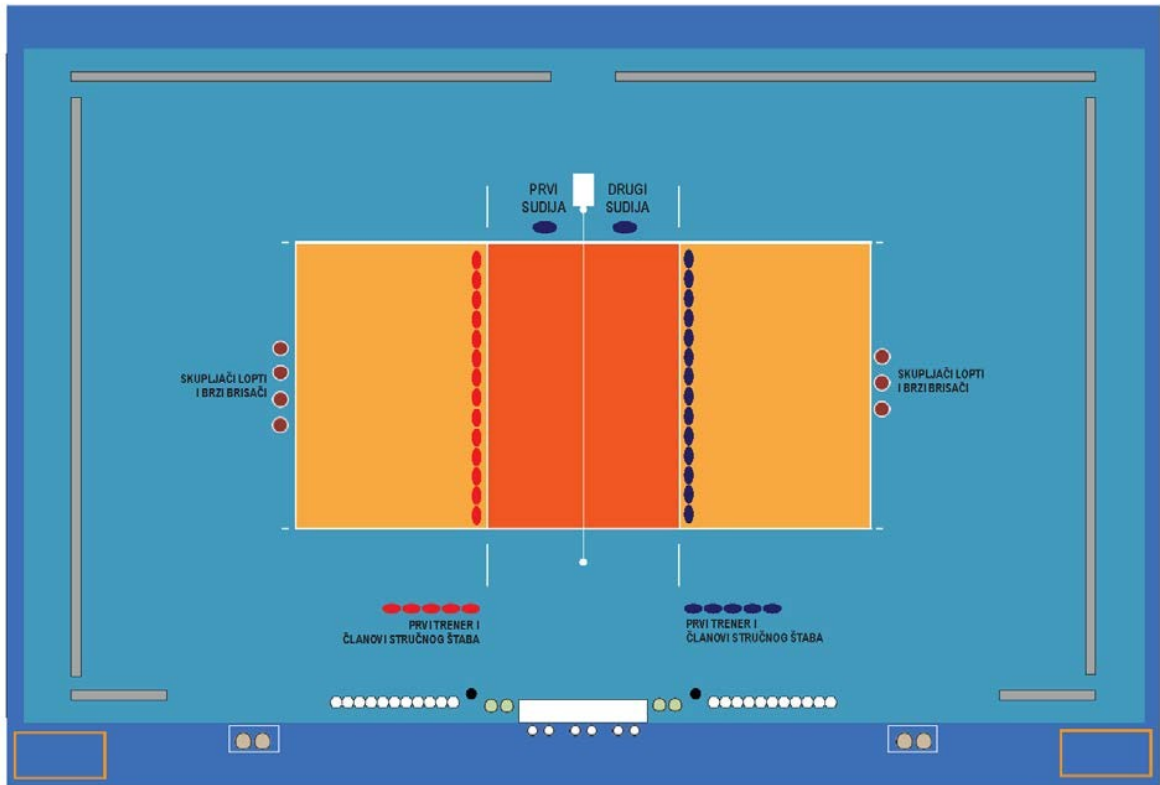 PRVI
SUDIJA
DRUGI
SUDIJA
SKUPLJAČI LOPTI
I BRZI BRISAČI
SKUPLJAČI LOPTI
I BRZI BRISAČI
PRVI TRENER I
ČLANOVI STRUČNOG ŠTABA
PRVI TRENER I
ČLANOVI STRUČNOG ŠTABA